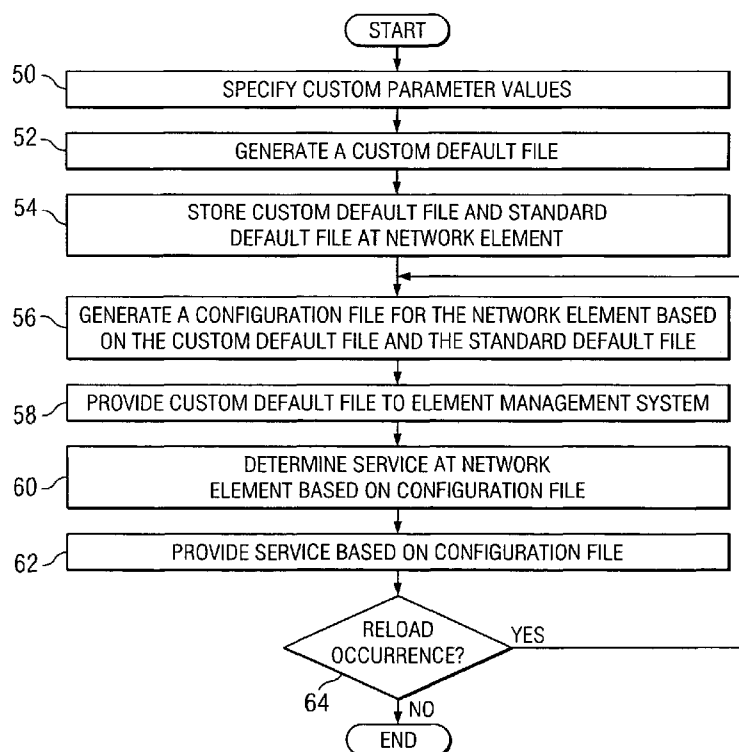 START
50
SPECIFY CUSTOM PARAMETER VALUES
52
GENERATE A CUSTOM DEFAULT FILE
54
STORE CUSTOM DEFAULT FILE AND STANDARD
DEFAULT FILE AT NETWORK ELEMENT
56
GENERATE A CONFIGURATION FILE FOR THE NETWORK ELEMENT BASED
ON THE CUSTOM DEFAULT FILE AND THE STANDARD DEFAULT FILE
58
PROVIDE CUSTOM DEFAULT FILE TO ELEMENT MANAGEMENT SYSTEM
60
DETERMINE SERVICE AT NETWORK
ELEMENT BASED ON CONFIGURATION FILE
62
PROVIDE SERVICE BASED ON CONFIGURATION FILE
RELOAD
OCCURRENCE?
YES
64
NO
END